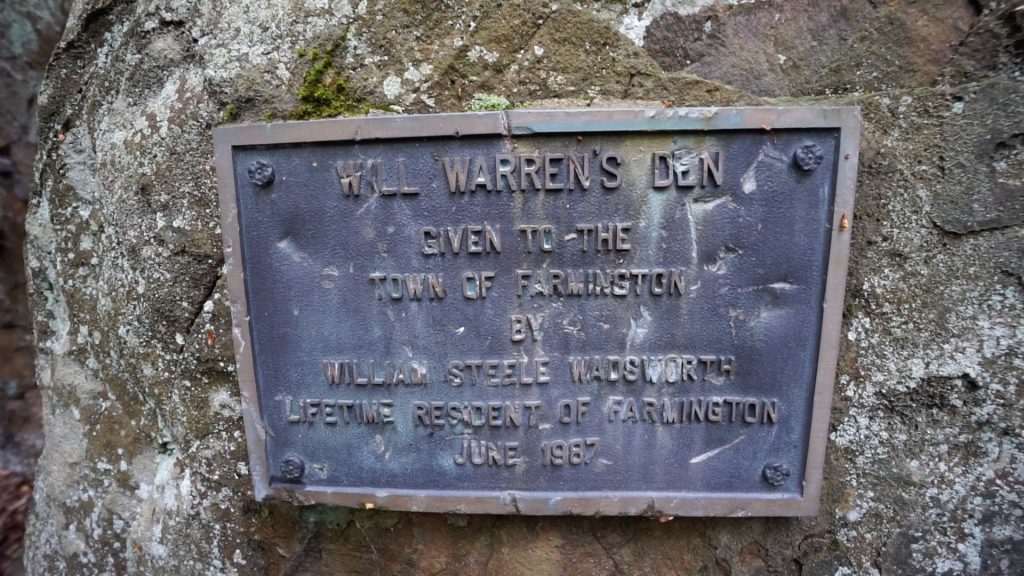 WILL WARREN'S DEN
GIVEN TO THE
TOWN OF FARMINGTON
BY
WILLIAM STEELE WADSWORTH
LIFETIME RESIDENT OF FARMINGTON
JUNE 1987